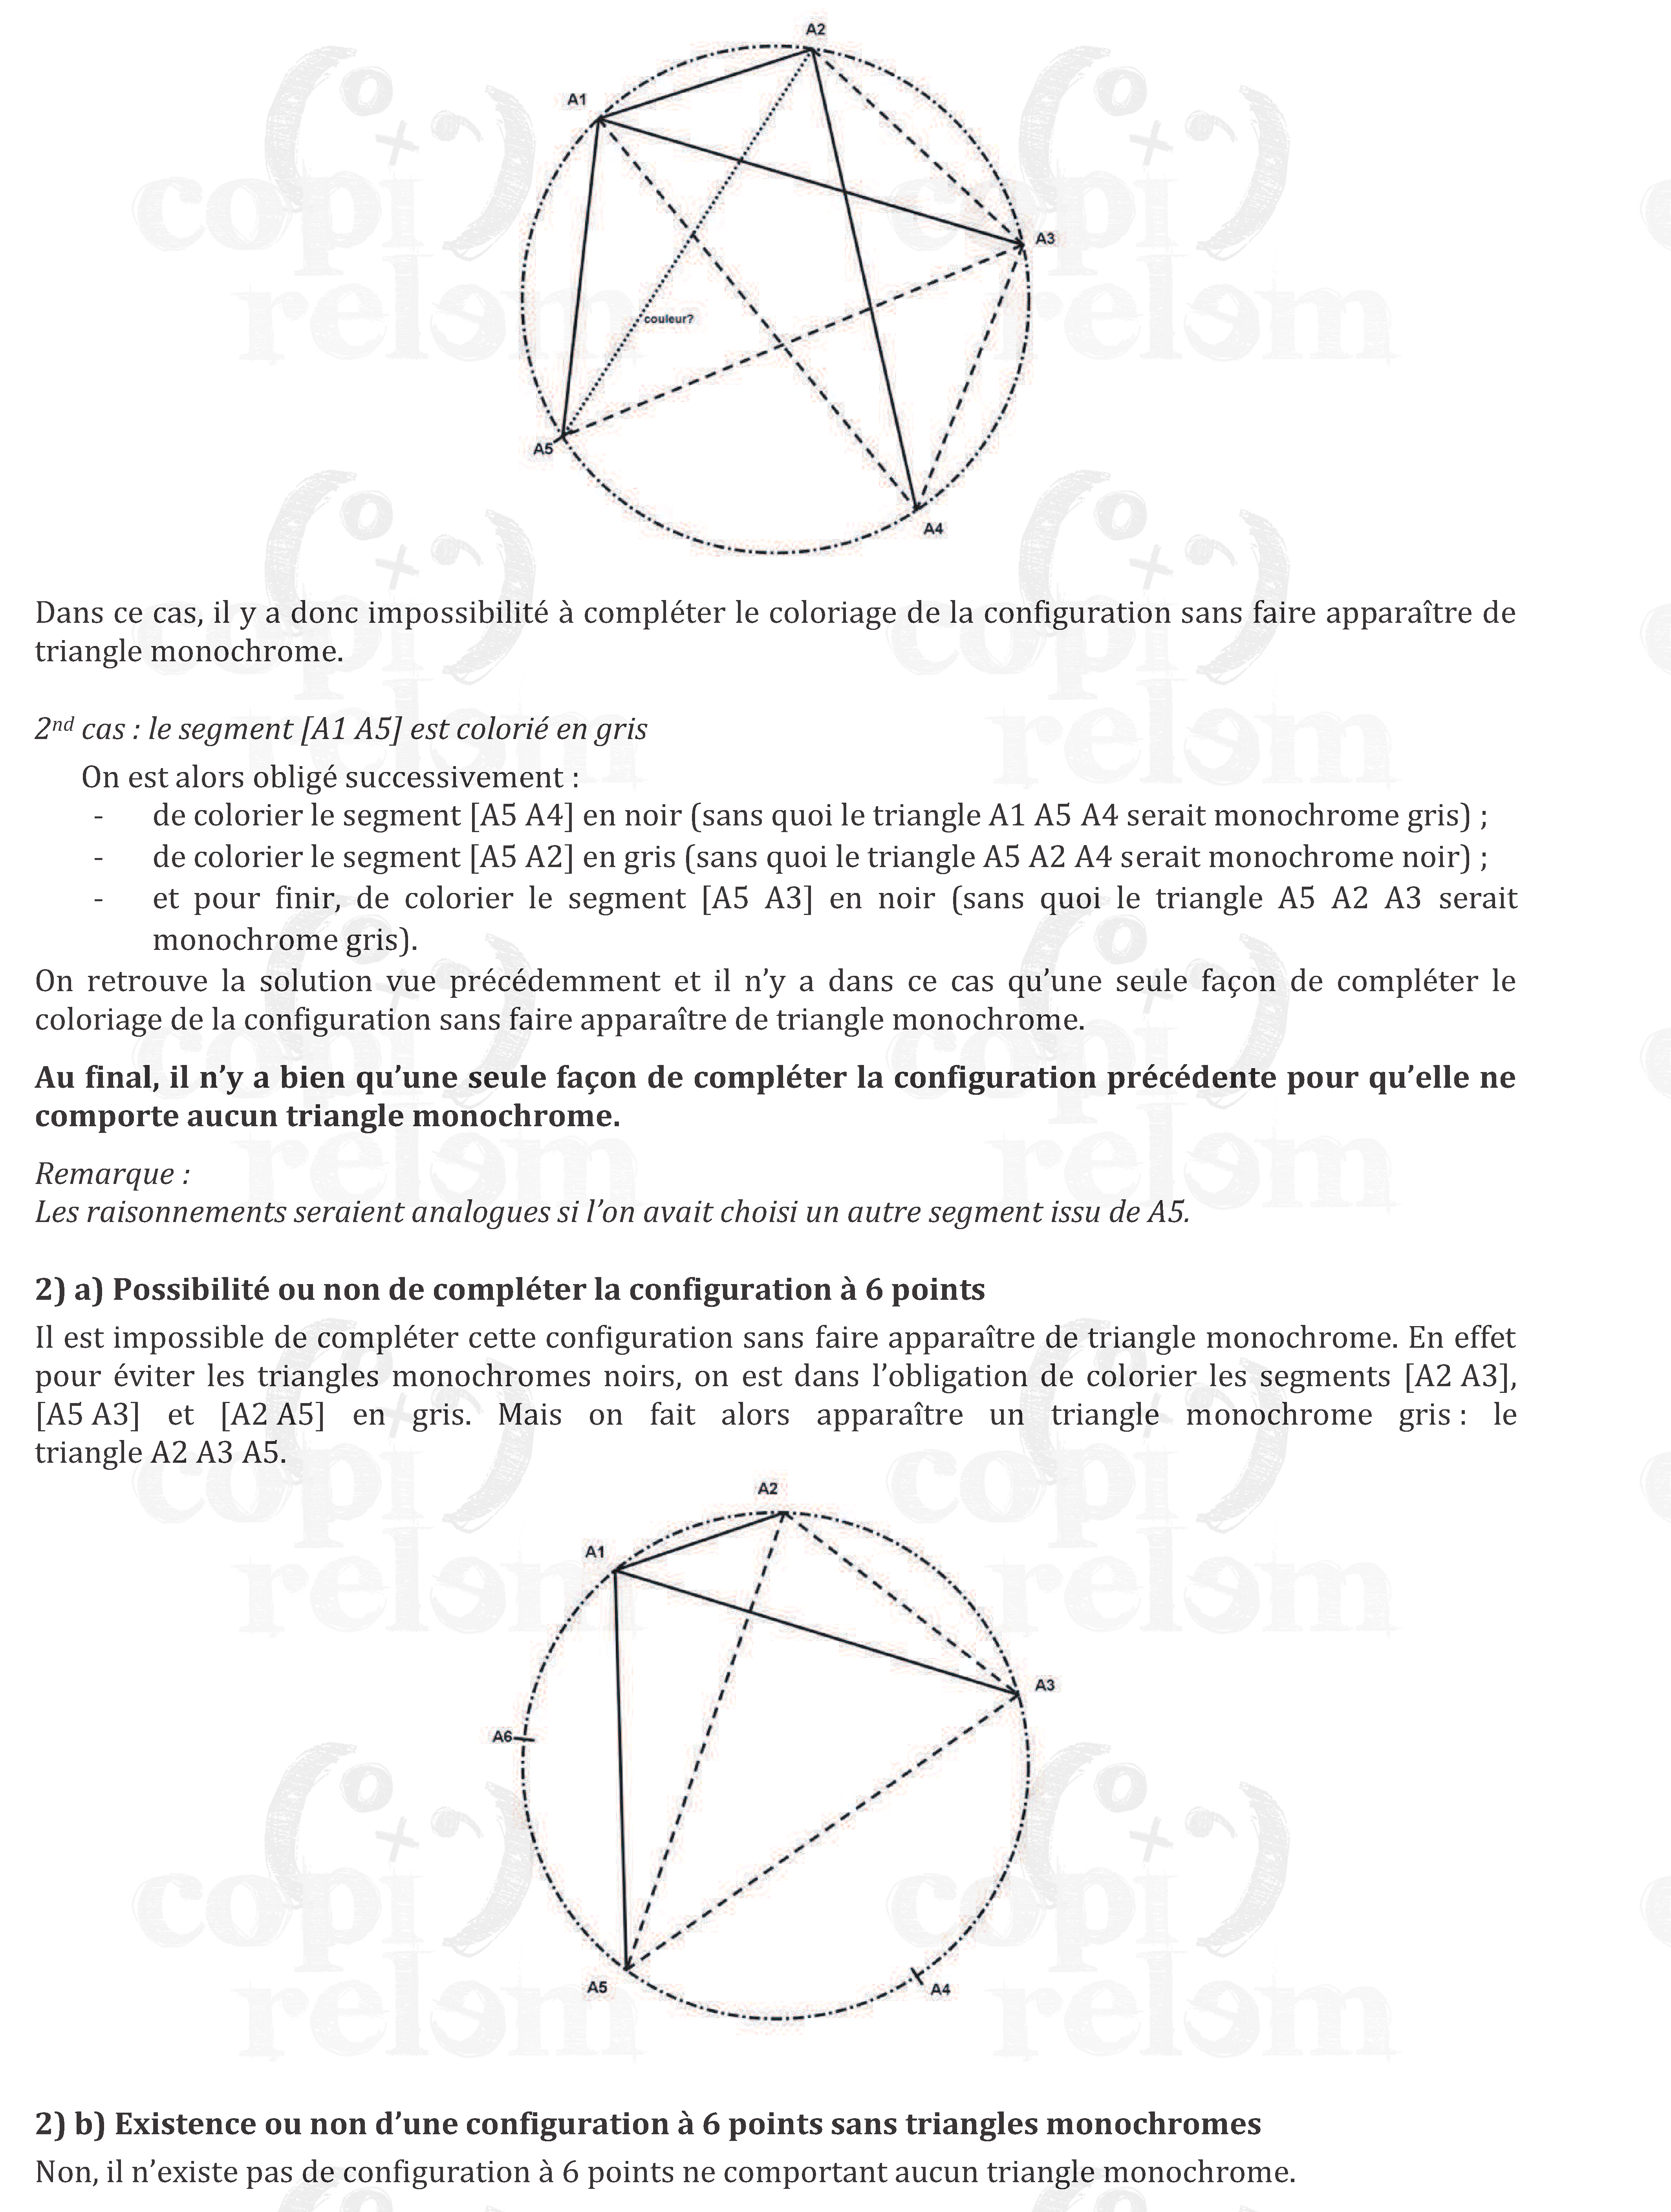 A2
A1
A3
couleur?
A5
A4
Dans ce cas, il y a donc impossibilité à compléter le coloriage de la configuration sans faire apparaître de
triangle monochrome.
2nd cas : le segment [A1 A5] est colorié en gris
On est alors obligé successivement :
- de colorier le segment [A5 A4] en noir (sans quoi le triangle A1 A5 A4 serait monochrome gris) ;
- de colorier le segment [A5 A2] en gris (sans quoi le triangle A5 A2 A4 serait monochrome noir) ;
- et pour finir, de colorier le segment [A5 A3] en noir (sans quoi le triangle A5 A2 A3 serait
monochrome gris).
On retrouve la solution vue précédemment et il n’y a dans ce cas qu’une seule façon de compléter le
coloriage de la configuration sans faire apparaître de triangle monochrome.
Au final, il n’y a bien qu’une seule façon de compléter la configuration précédente pour qu’elle ne
comporte aucun triangle monochrome.
Remarque :
Les raisonnements seraient analogues si l’on avait choisi un autre segment issu de A5.
2) a) Possibilité ou non de compléter la configuration à 6 points
Il est impossible de compléter cette configuration sans faire apparaître de triangle monochrome. En effet
pour éviter les triangles monochromes noirs, on est dans l’obligation de colorier les segments [A2 A3],
[A5 A3] et [A2 A5] en gris. Mais on fait alors apparaître un triangle monochrome gris : le
triangle A2 A3 A5.
A2
A1
A3
A6
A5
A4
2) b) Existence ou non d’une configuration à 6 points sans triangles monochromes
Non, il n’existe pas de configuration à 6 points ne comportant aucun triangle monochrome.